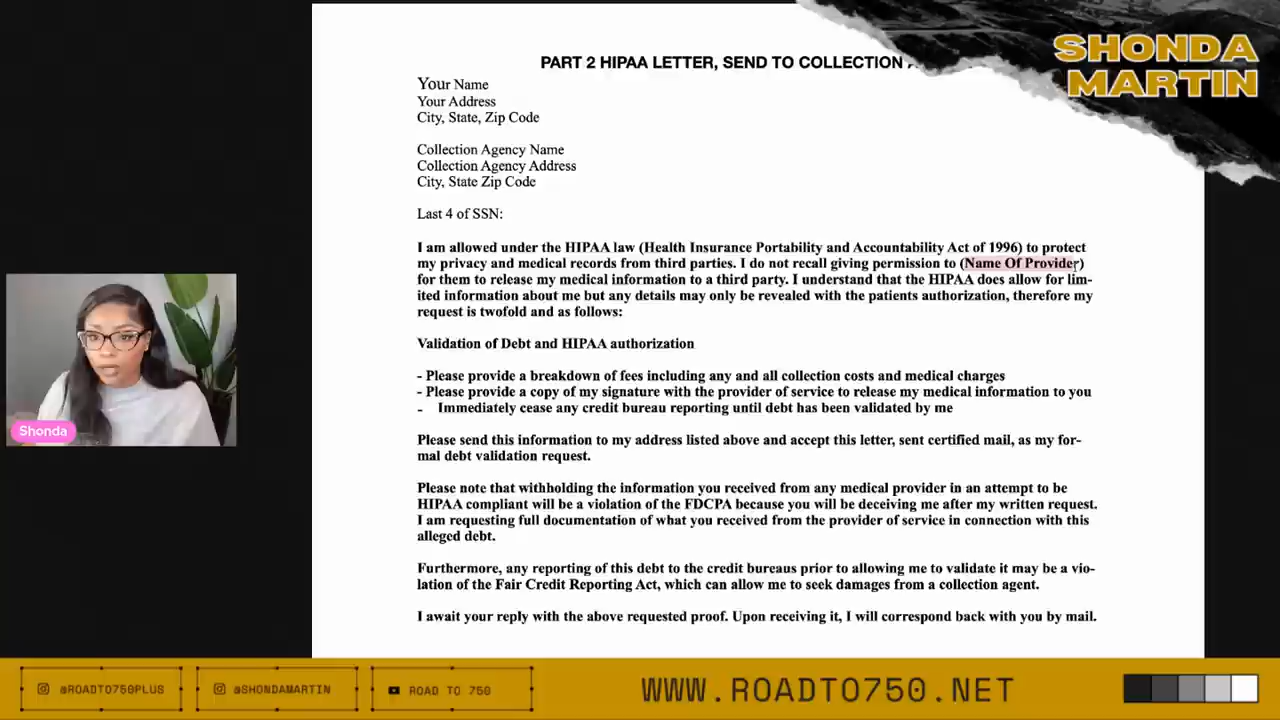 PART 2 HIPAA LETTER, SEND TO COLLECTION
SHONDA
MARTIN
Your Name
Your Address
City, State, Zip Code
Collection Agency Name
Collection Agency Address
City, State Zip Code
Last 4 of SSN:
I am allowed under the HIPAA law (Health Insurance Portability and Accountability Act of 1996) to protect
my privacy and medical records from third parties. I do not recall giving permission to (Name Of Provider)
for them to release my medical information to a third party. I understand that the HIPAA does allow for lim-
ited information about me but any details may only be revealed with the patients authorization, therefore my
request is twofold and as follows:
Validation of Debt and HIPAA authorization
- Please provide a breakdown of fees including any and all collection costs and medical charges
- Please provide a copy of my signature with the provider of service to release my medical information to you
- Immediately cease any credit bureau reporting until debt has been validated by me
Please send this information to my address listed above and accept this letter, sent certified mail, as my for-
mal debt validation request.
Please note that withholding the information you received from any medical provider in an attempt to be
HIPAA compliant will be a violation of the FDCPA because you will be deceiving me after my written request.
I am requesting full documentation of what you received from the provider of service in connection with this
alleged debt.
Furthermore, any reporting of this debt to the credit bureaus prior to allowing me to validate it may be a vio-
lation of the Fair Credit Reporting Act, which can allow me to seek damages from a collection agent.
I await your reply with the above requested proof. Upon receiving it, I will correspond back with you by mail.
Shonda
@ROADTO750PLUS
@SHONDAMARTIN
ROAD TO 750
WWW.ROADTO750.NET